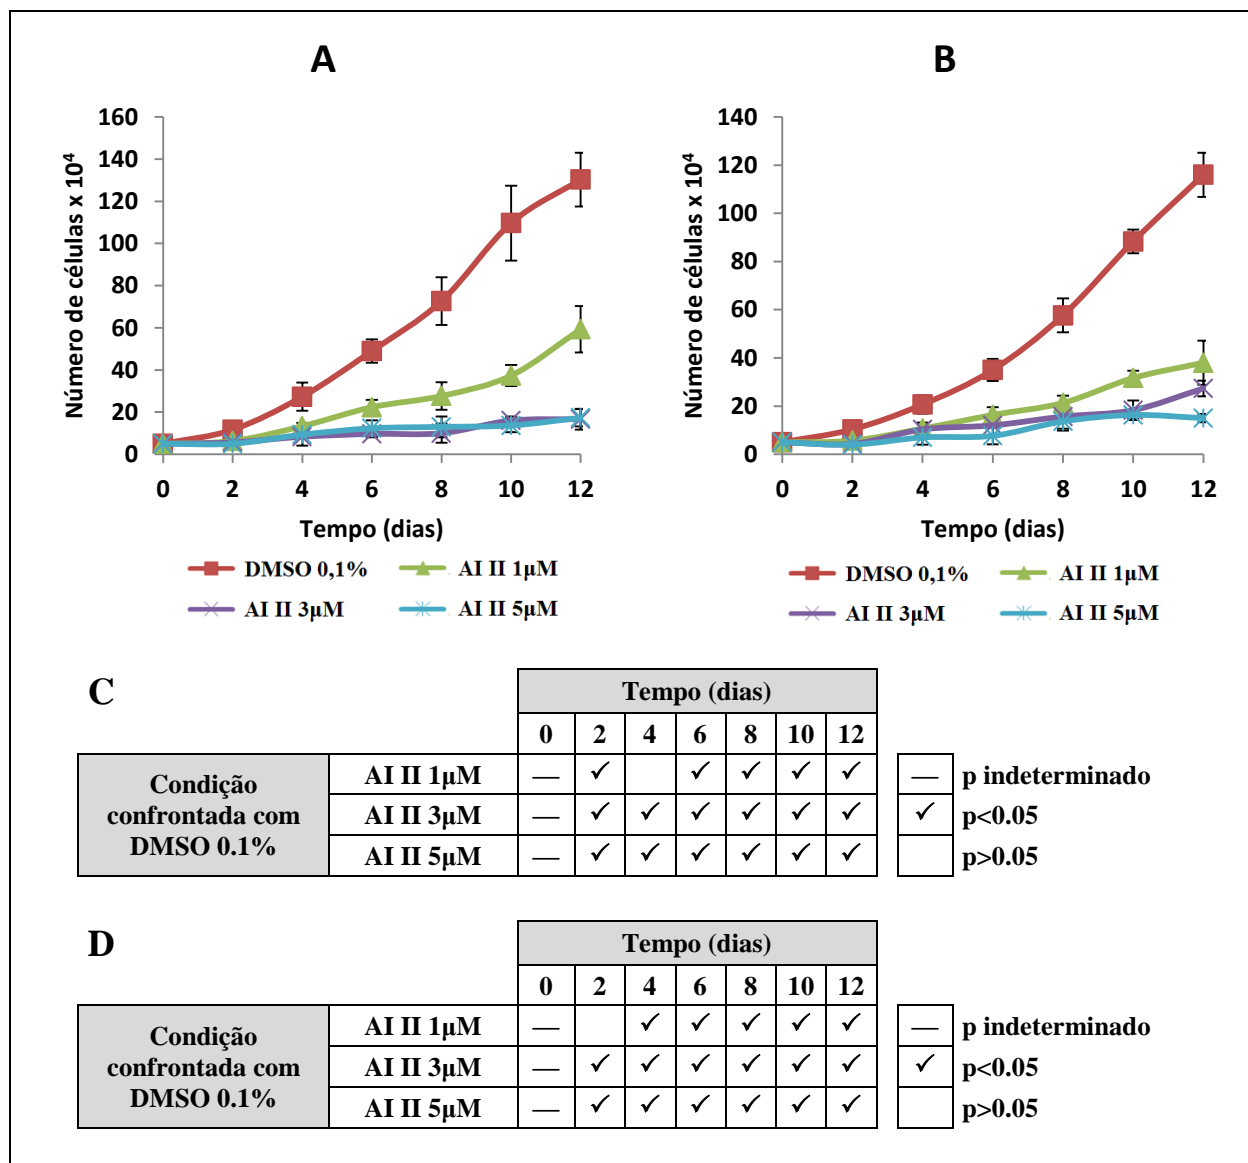 A
160
140
120
100
80
60
40
20
0
0 2 4 6 8 10 12
Número de células x 10⁴
Tempo (dias)
DMSO 0,1% AI II 1µM
AI II 3µM AI II 5µM
B
140
120
100
80
60
40
20
0
0 2 4 6 8 10 12
Número de células x 10⁴
Tempo (dias)
DMSO 0,1% AI II 1µM
AI II 3µM AI II 5µM
C
Tempo (dias)
0 2 4 6 8 10 12
Condição
confrontada com
DMSO 0.1%
AI II 1µM — ✓ ✓ ✓ ✓ ✓
AI II 3µM — ✓ ✓ ✓ ✓ ✓ ✓
AI II 5µM — ✓ ✓ ✓ ✓ ✓ ✓
— p indeterminado
✓ p<0.05
p>0.05
D
Tempo (dias)
0 2 4 6 8 10 12
Condição
confrontada com
DMSO 0.1%
AI II 1µM — ✓ ✓ ✓ ✓ ✓
AI II 3µM — ✓ ✓ ✓ ✓ ✓ ✓
AI II 5µM — ✓ ✓ ✓ ✓ ✓ ✓
— p indeterminado
✓ p<0.05
p>0.05